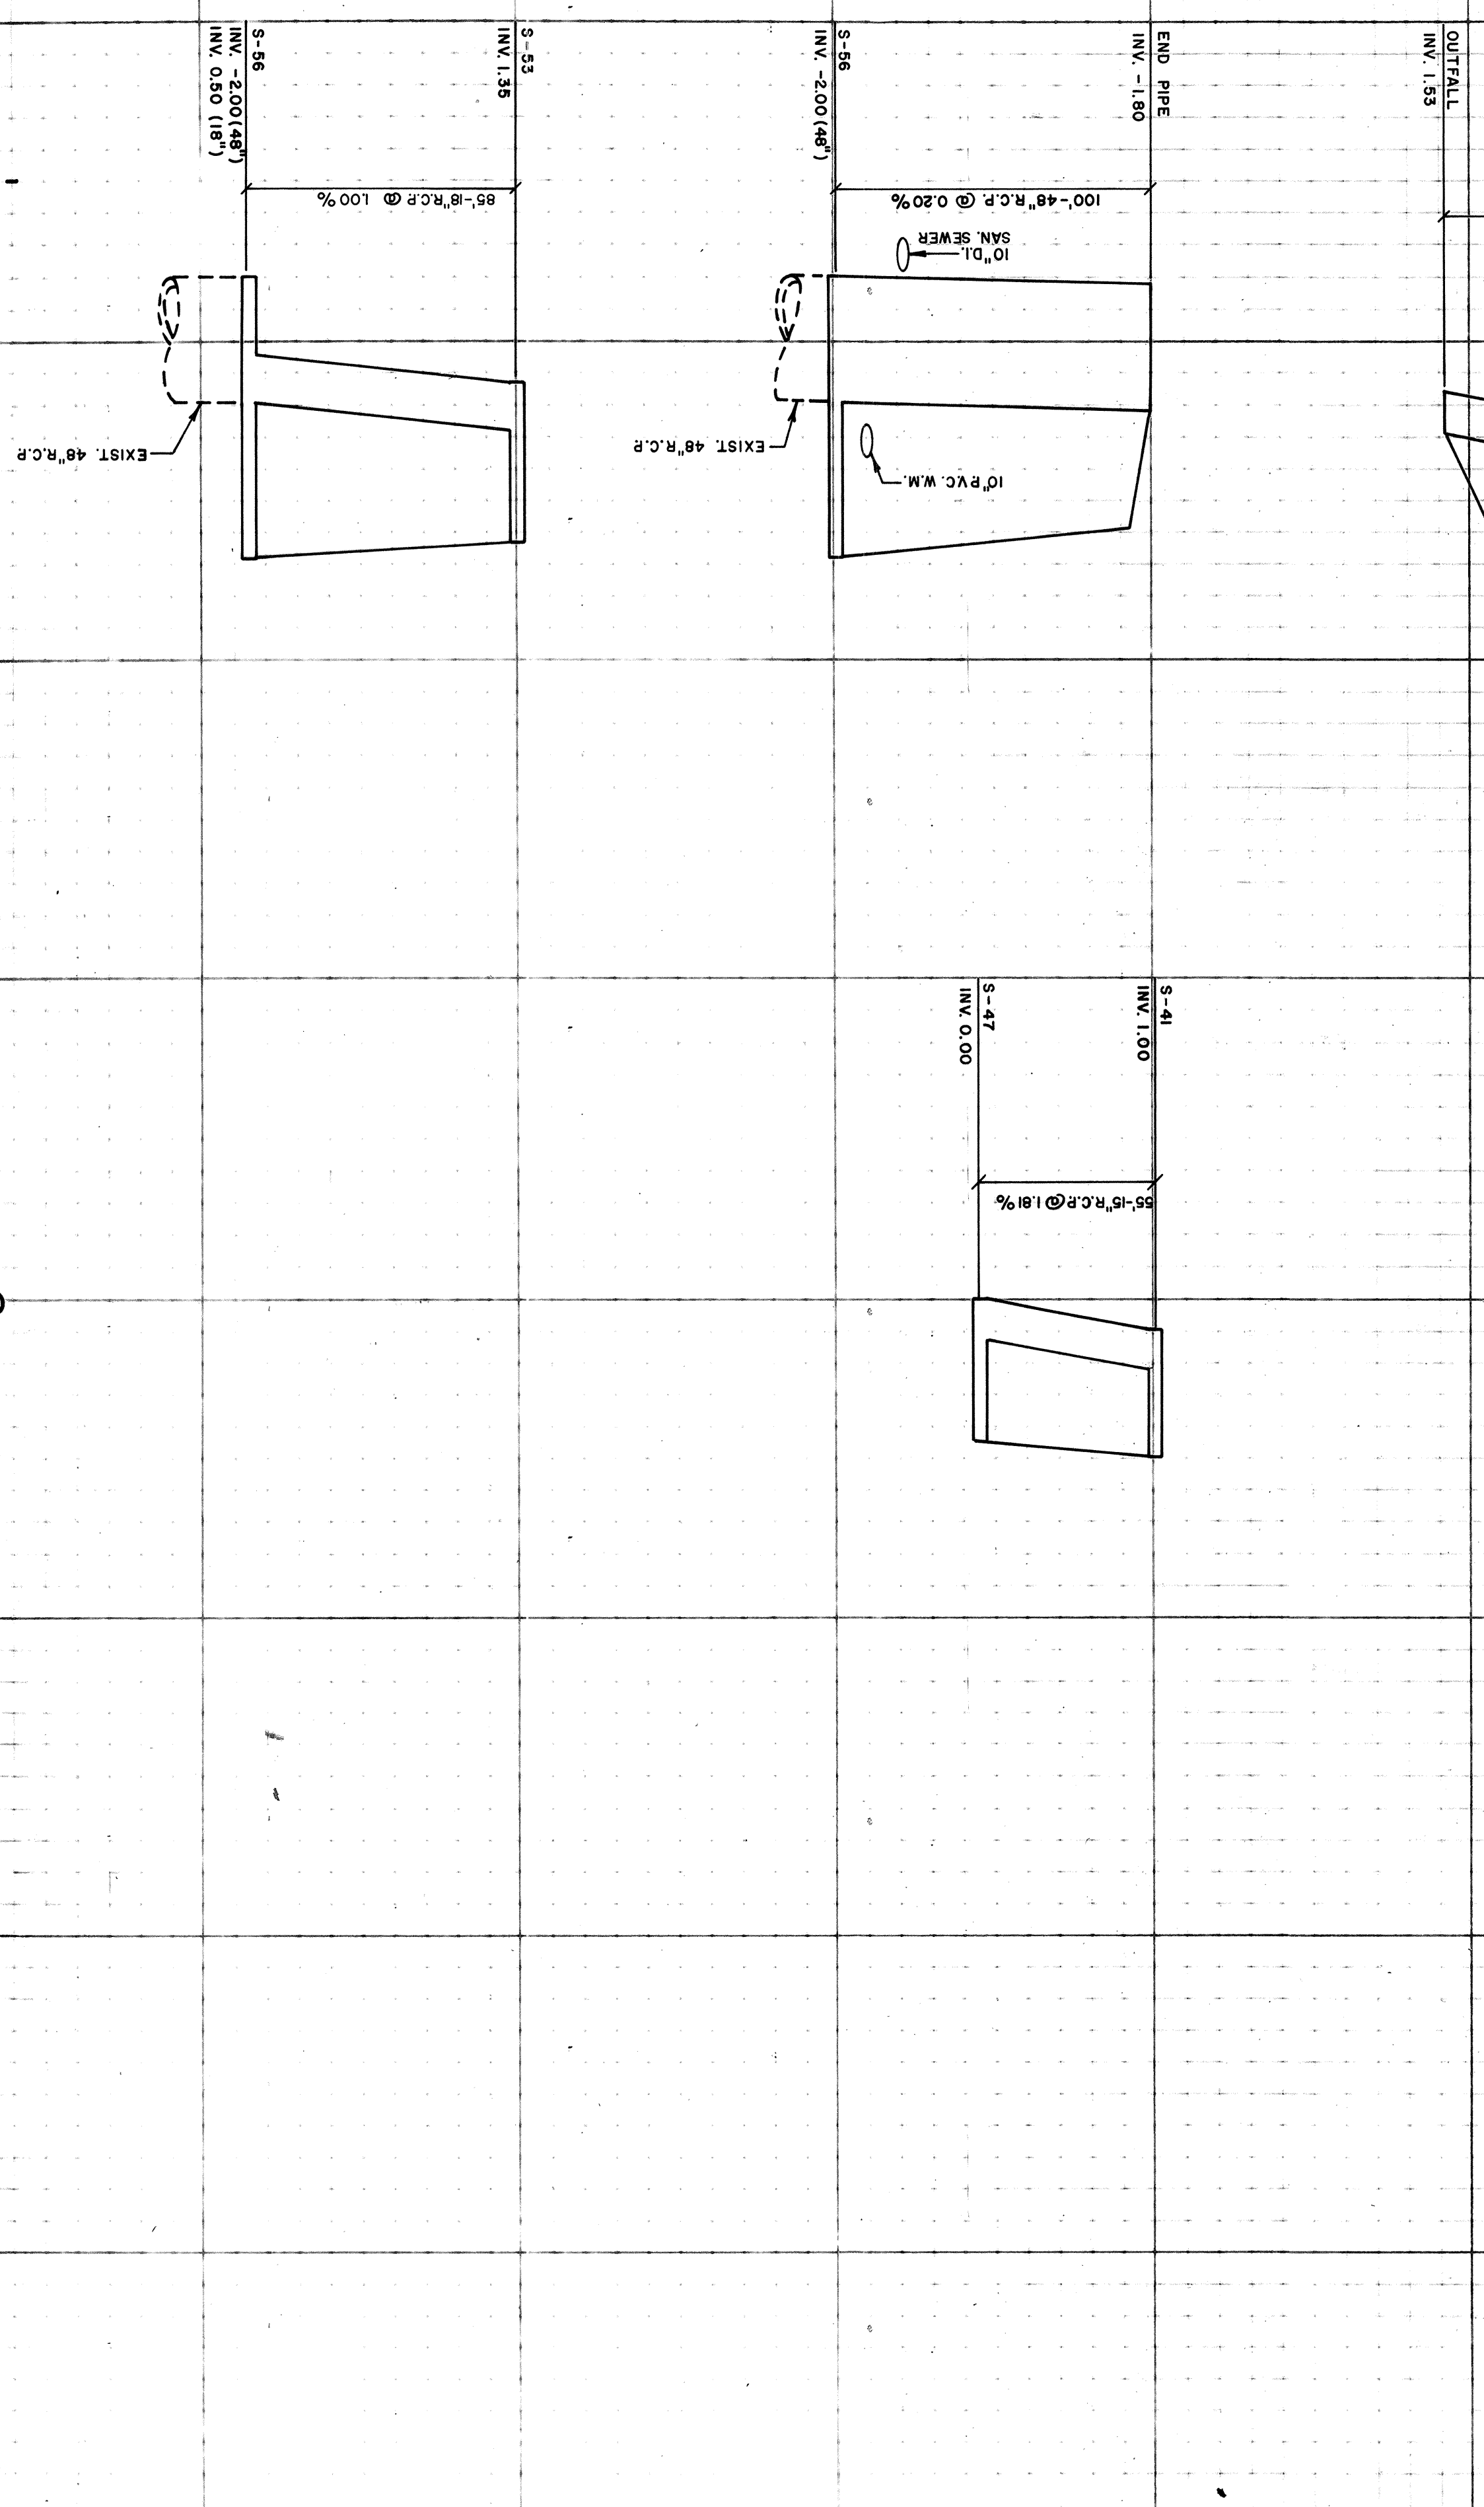 OUTFALL
INV. 1.53
END PIPE
INV. -1.80
S-56
INV. -2.00 (48")
100'-48" R.C.P. @ 0.20%
10" D.I.
SAN. SEWER
EXIST. 48" R.C.P.
10" P.V.C. W.M.
S-53
INV. 1.35
S-56
INV. -2.00 (48")
INV. 0.50 (18")
85'-18" R.C.P. @ 1.00%
EXIST. 48" R.C.P.
S-41
INV. 1.00
S-47
INV. 0.00
55'-15" R.C.P. @ 1.81%